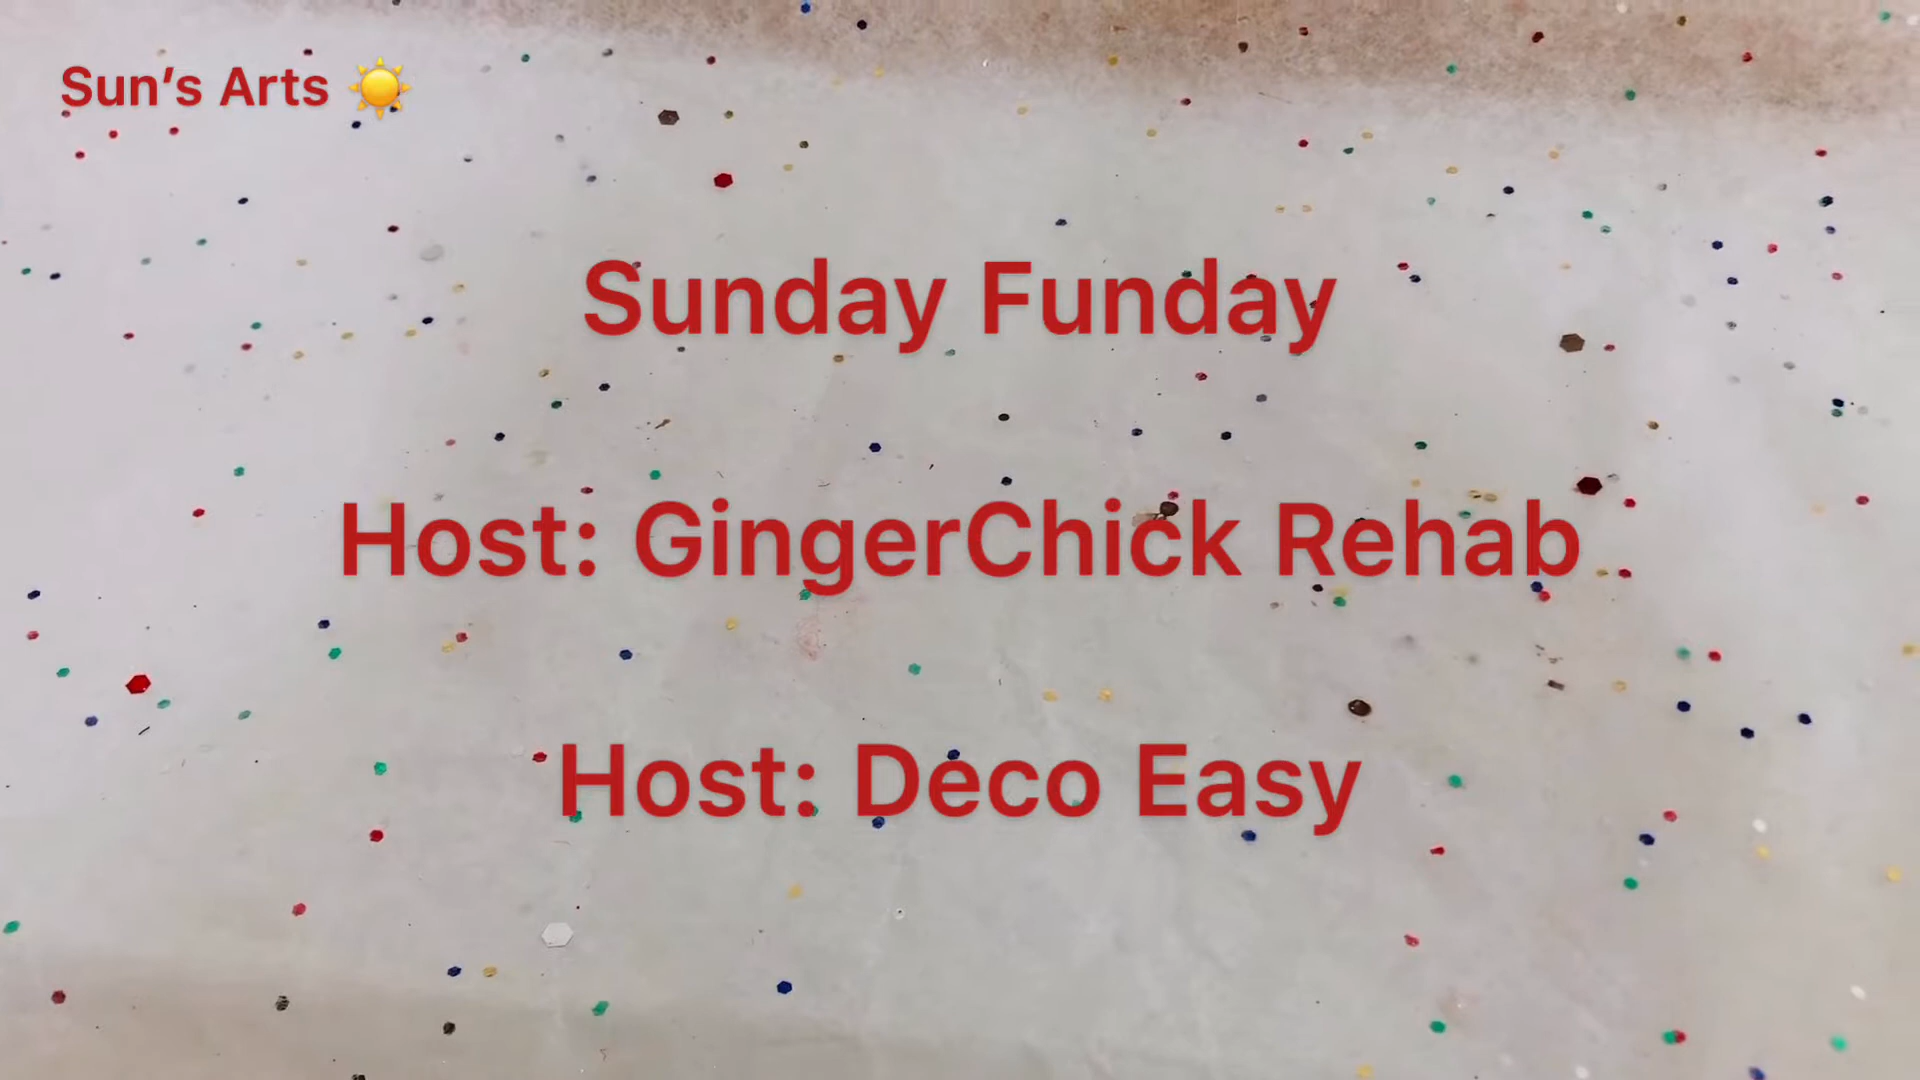 Sun’s Arts ☀️
Sunday Funday
Host: GingerChick Rehab
Host: Deco Easy